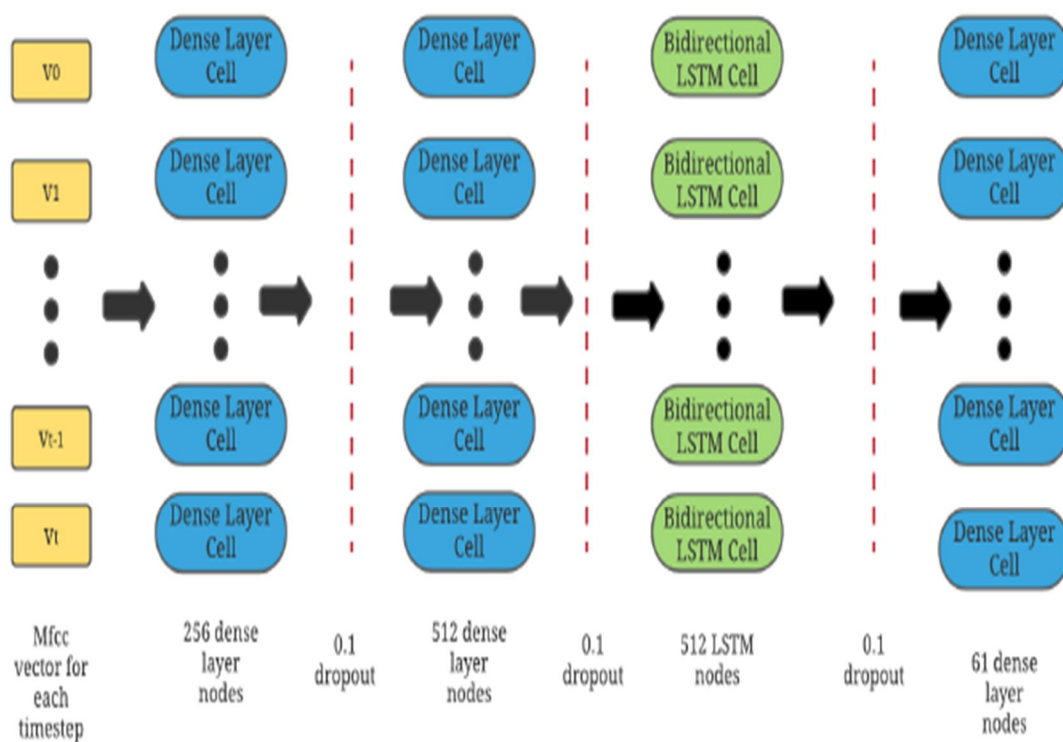 V0
Dense Layer
Cell
Dense Layer
Cell
Bidirectional
LSTM Cell
Dense Layer
Cell
V1
Dense Layer
Cell
Dense Layer
Cell
Bidirectional
LSTM Cell
Dense Layer
Cell
Vt-1
Dense Layer
Cell
Dense Layer
Cell
Bidirectional
LSTM Cell
Dense Layer
Cell
Vt
Dense Layer
Cell
Dense Layer
Cell
Bidirectional
LSTM Cell
Dense Layer
Cell
Mfcc
vector for
each
timestep
256 dense
layer
nodes
0.1
dropout
512 dense
layer
nodes
0.1
dropout
512 LSTM
nodes
0.1
dropout
61 dense
layer
nodes